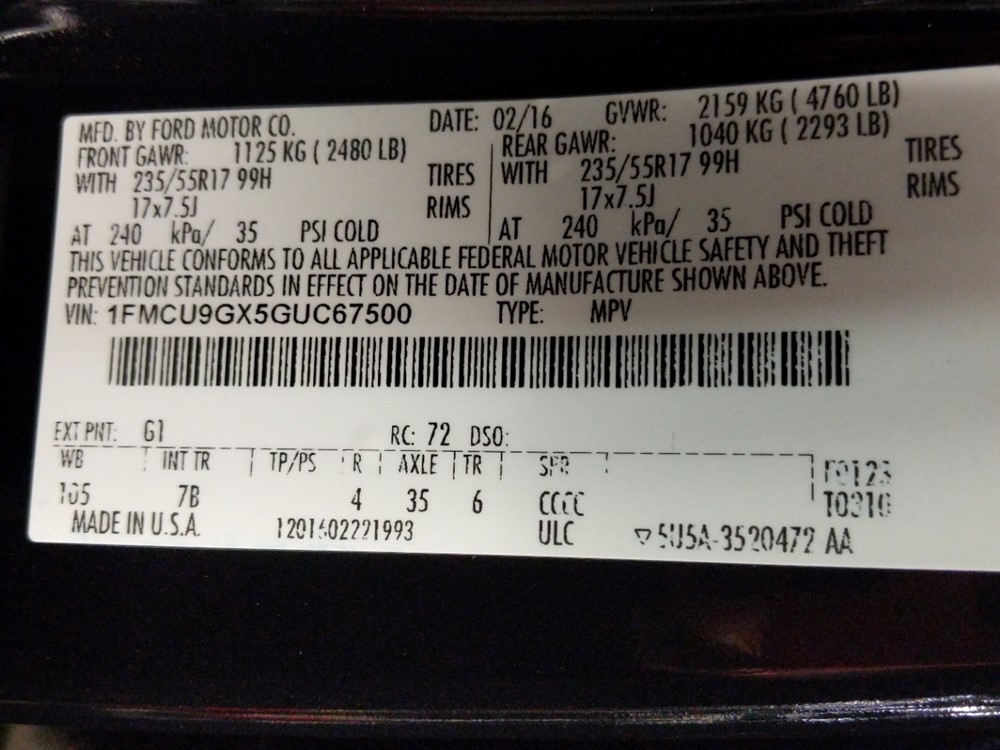 MFD. BY FORD MOTOR CO. DATE: 02/16 GVWR: 2159 KG ( 4760 LB)
FRONT GAWR: 1125 KG ( 2480 LB) REAR GAWR: 1040 KG ( 2293 LB)
WITH 235/55R17 99H TIRES WITH 235/55R17 99H TIRES
17x7.5J RIMS 17x7.5J RIMS
AT 240 kPa/ 35 PSI COLD AT 240 kPa/ 35 PSI COLD
THIS VEHICLE CONFORMS TO ALL APPLICABLE FEDERAL MOTOR VEHICLE SAFETY AND THEFT
PREVENTION STANDARDS IN EFFECT ON THE DATE OF MANUFACTURE SHOWN ABOVE.
VIN: 1FMCU9GX5GUC67500 TYPE: MPV
EXT PNT: G1 RC: 72 DSO:
WB INT TR TP/PS R AXLE TR SPR
105 7B 4 35 6 CCCC
MADE IN U.S.A. ULC AA